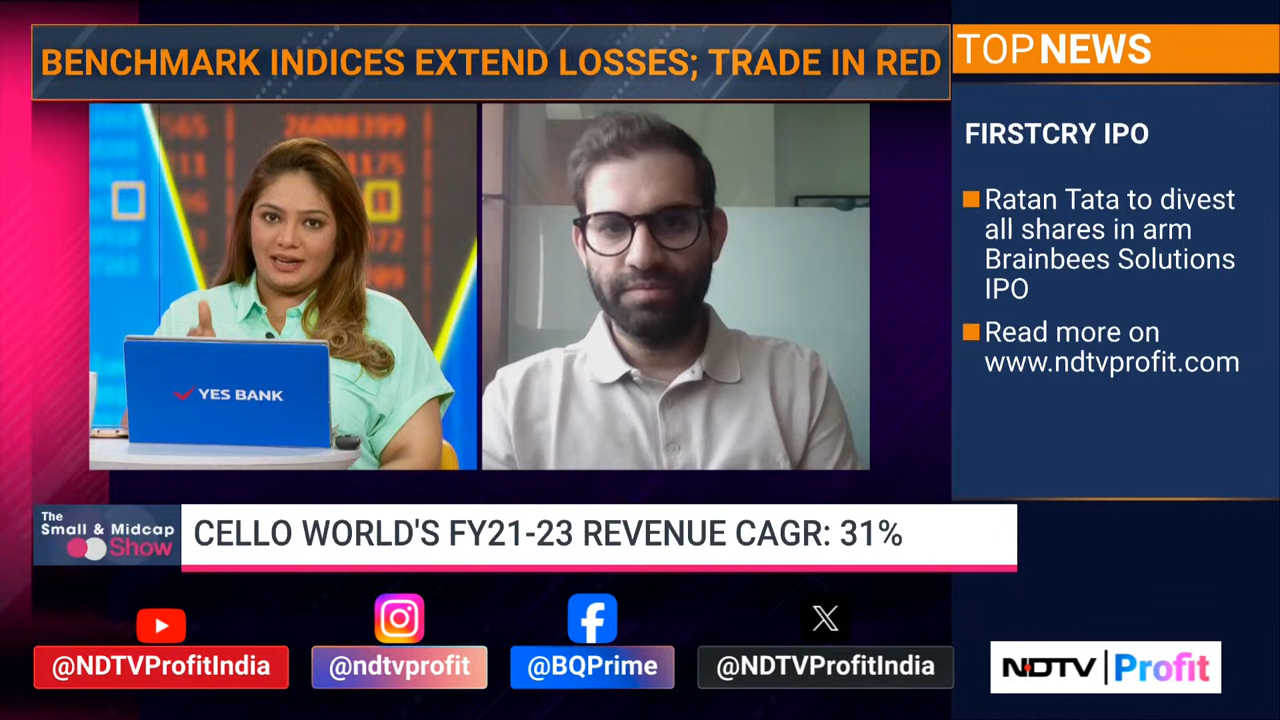 BENCHMARK INDICES EXTEND LOSSES; TRADE IN RED
TOP NEWS
FIRSTCRY IPO
Ratan Tata to divest
all shares in arm
Brainbees Solutions
IPO
Read more on
www.ndtvprofit.com
26008399
YES BANK
The
Small & Midcap
Show
CELLO WORLD'S FY21-23 REVENUE CAGR: 31%
@NDTVProfitIndia
@ndtvprofit
@BQPrime
@NDTVProfitIndia
NDTV | Profit